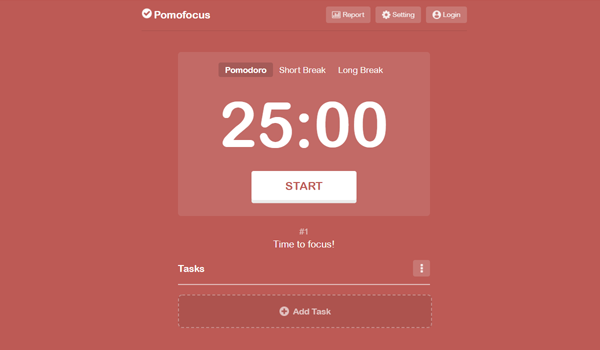 Pomofocus
Report
Setting
Login
Pomodoro Short Break Long Break
25:00
START
#1
Time to focus!
Tasks
Add Task